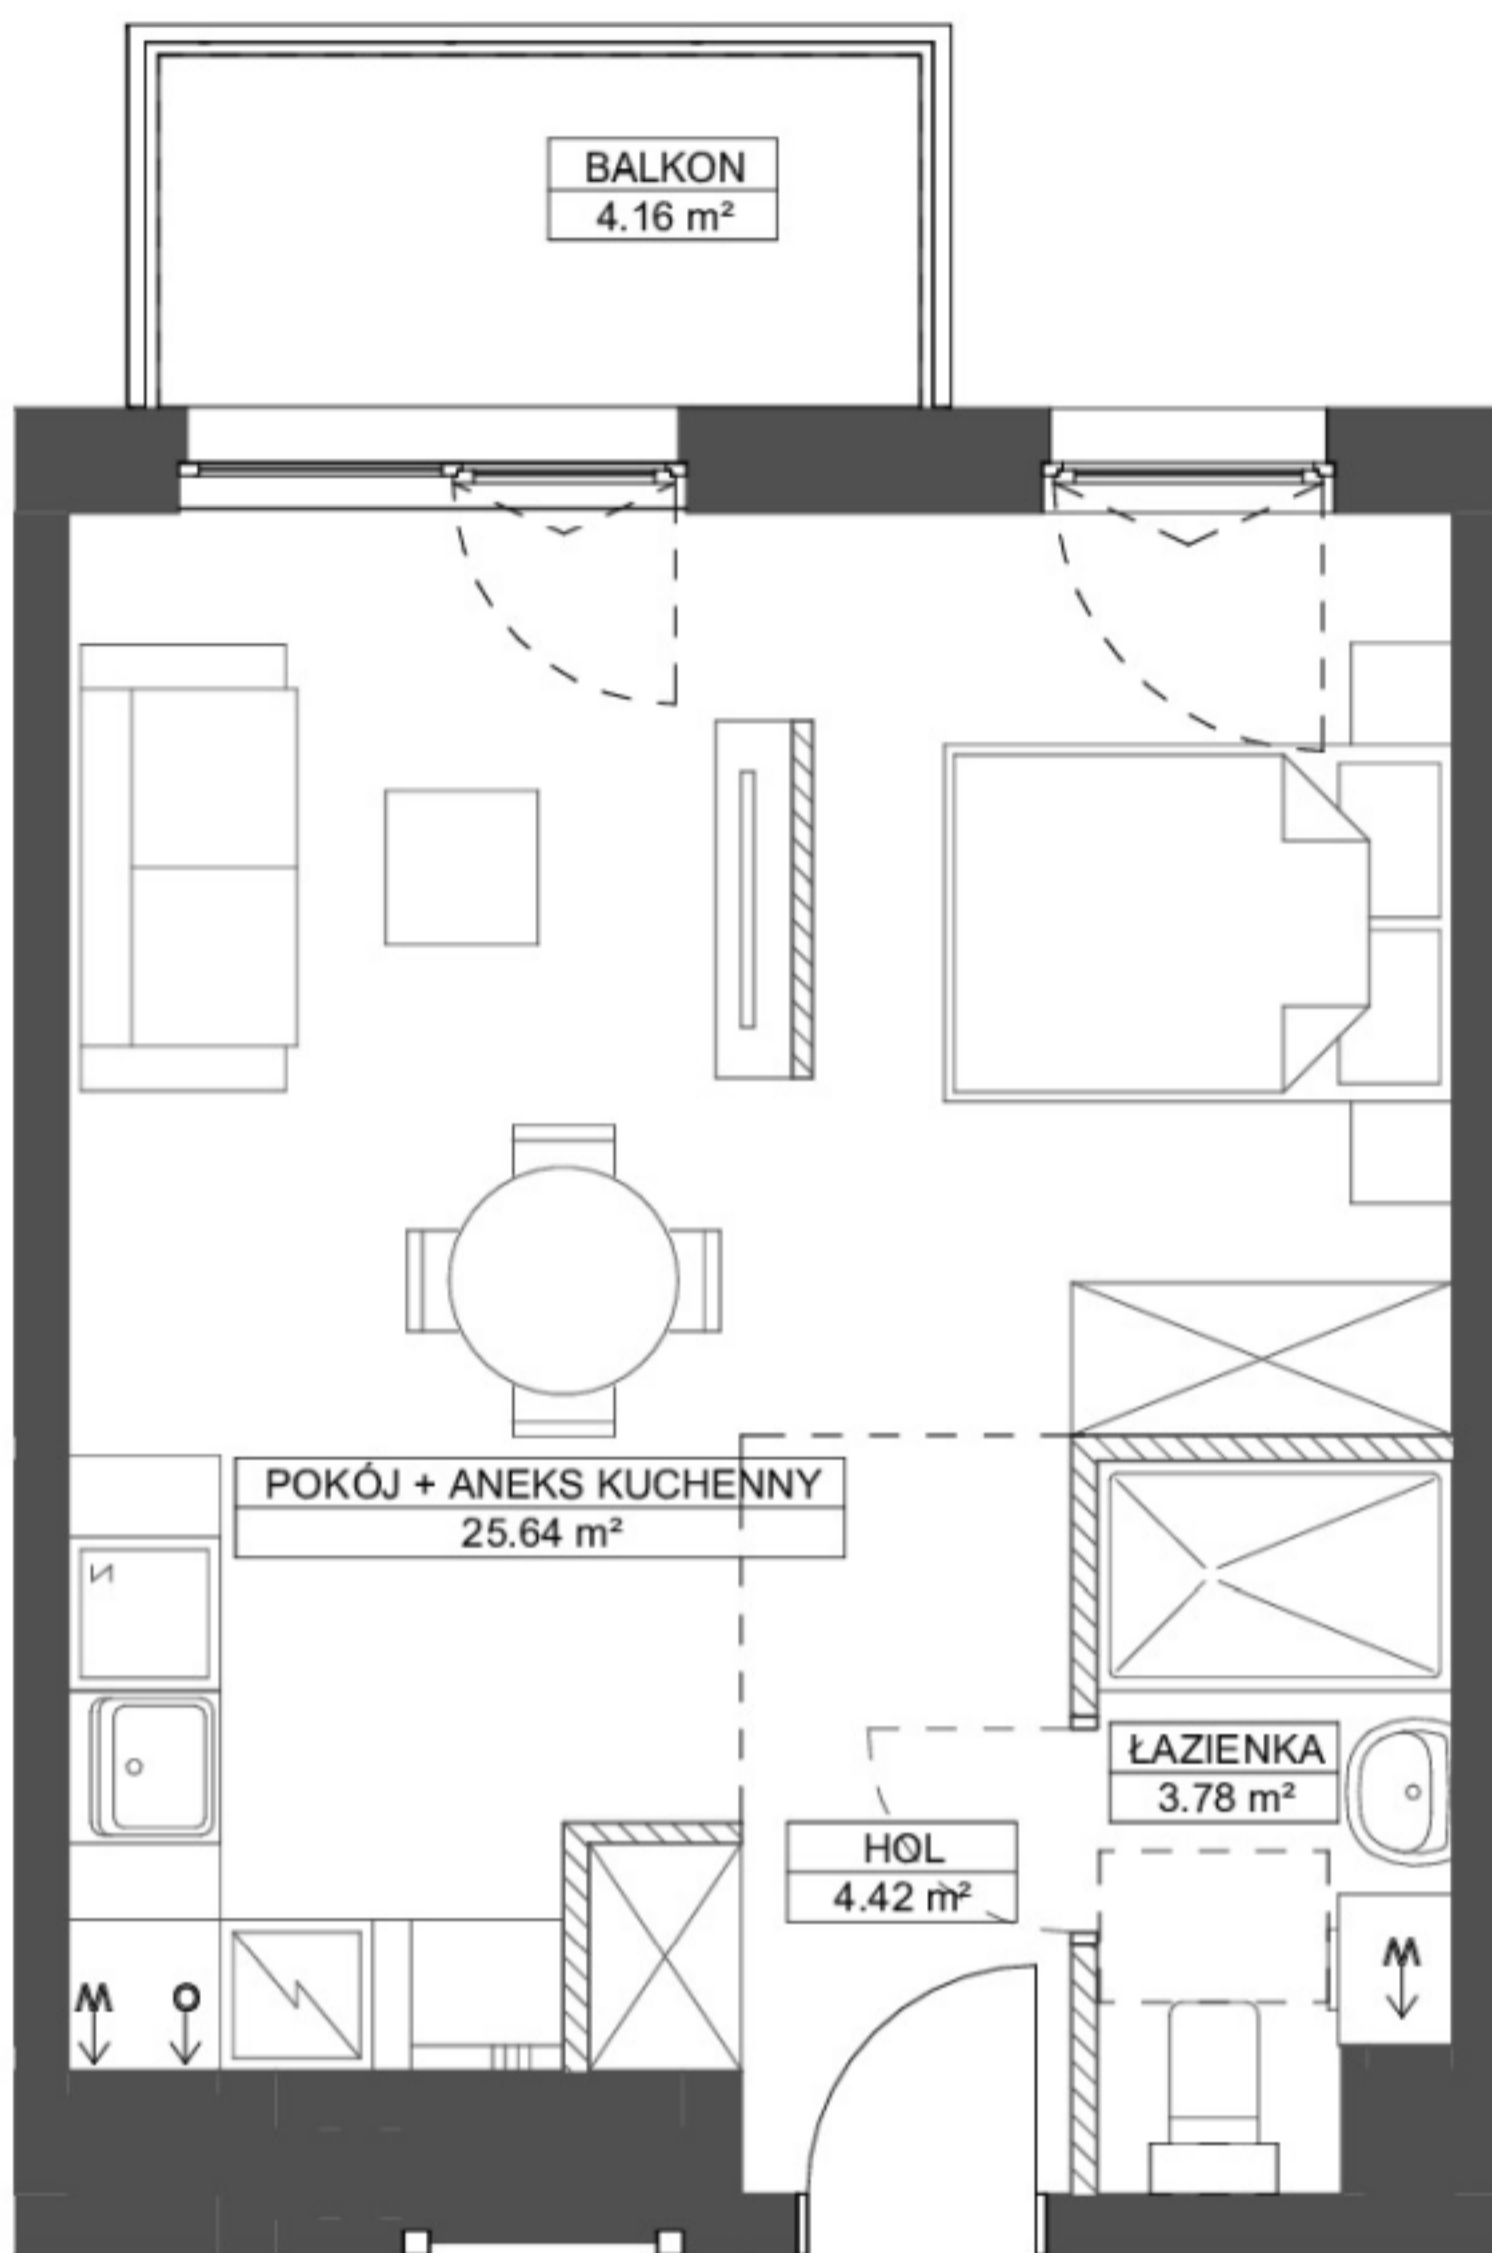 BALKON
4.16 m²
POKÓJ + ANEKS KUCHENNY
25.64 m²
ŁAZIENKA
3.78 m²
HOL
4.42 m²
M
O
M